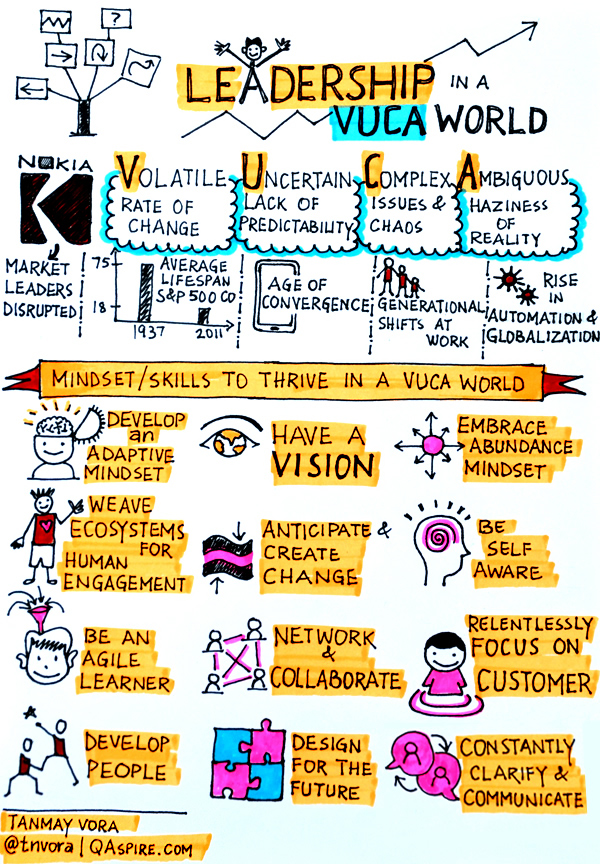 ?
LEADERSHIP IN A
VUCA WORLD
NOKIA
K
VOLATILE
RATE OF
CHANGE
UNCERTAIN
LACK OF
PREDICTABILITY
COMPLEX
ISSUES &
CHAOS
AMBIGUOUS
HAZINESS
OF
REALITY
MARKET
LEADERS
DISRUPTED
75
18
AVERAGE
LIFESPAN
S&P 500 CO
1937 2011
AGE OF
CONVERGENCE
GENERATIONAL
SHIFTS AT
WORK
RISE
IN
AUTOMATION &
GLOBALIZATION
MINDSET/SKILLS TO THRIVE IN A VUCA WORLD
DEVELOP
an
ADAPTIVE
MINDSET
HAVE A
VISION
EMBRACE
ABUNDANCE
MINDSET
WEAVE
ECOSYSTEMS
FOR
HUMAN
ENGAGEMENT
ANTICIPATE &
CREATE
CHANGE
BE
SELF
AWARE
BE AN
AGILE
LEARNER
NETWORK
&
COLLABORATE
RELENTLESSLY
FOCUS ON
CUSTOMER
DEVELOP
PEOPLE
DESIGN
FOR THE
FUTURE
CONSTANTLY
CLARIFY &
COMMUNICATE
TANMAY VORA
@tnvora | QASPIRE.COM